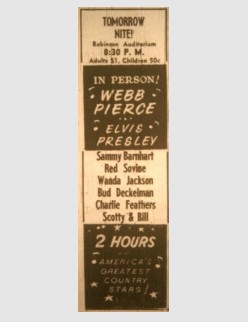 TOMORROW
NITE!
Robinson Auditorium
8:30 P. M.
Adults $1, Children 50c
IN PERSON!
WEBB
PIERCE
ELVIS
PRESLEY
Sammy Barnhart
Red Sovine
Wanda Jackson
Bud Deckelman
Charlie Feathers
Scotty & Bill
2 HOURS
AMERICA'S
GREATEST
COUNTRY
STARS!